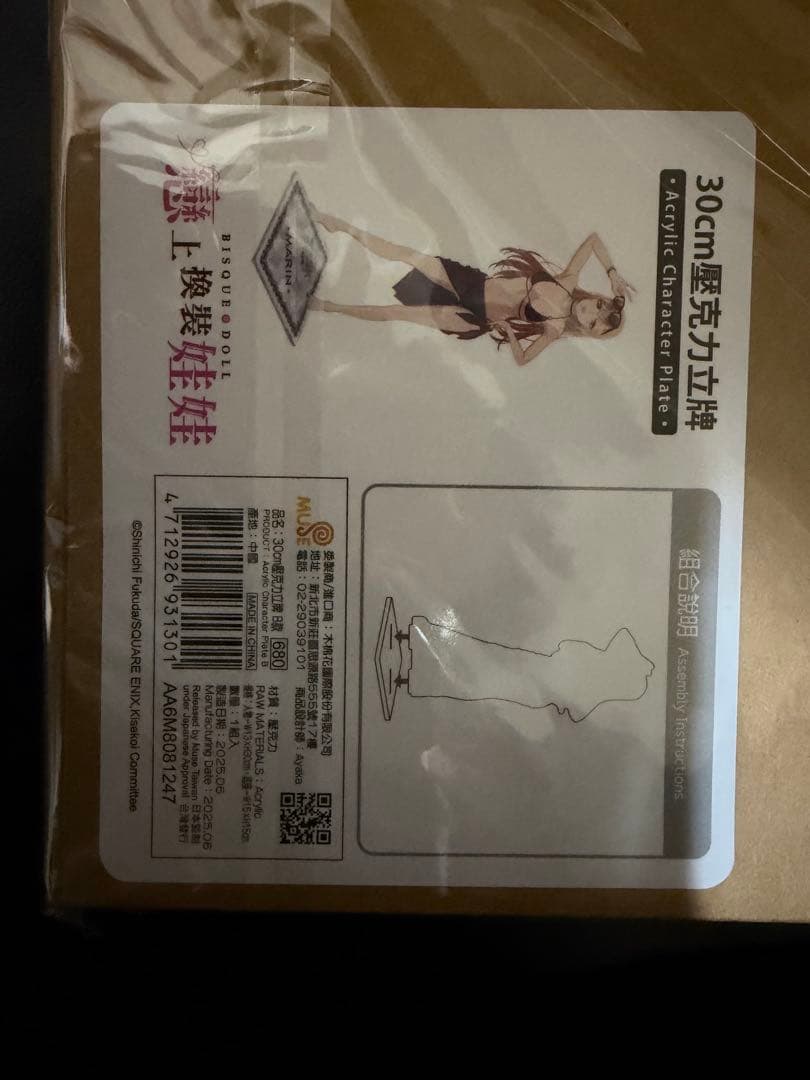 30cm壓克力立牌
• Acrylic Character Plate •
MARIN
BISQUE DOLL
戀上換裝娃娃
組合說明 Assembly Instructions
MUSE
委製商/進口商：木棉花國際股份有限公司
地址：新北市新莊區思源路555號17樓
電話：02-29039101
商品設計師：Ayaka
品名：30cm壓克力立牌 B款
680
PRODUCT：Acrylic Character Plate B
產地：中國
MADE IN CHINA
4 712926 931301
材質：壓克力
RAW MATERIALS：Acrylic
數量：1組入
製造日期：2025.06
Manufacturing Date：2025.06
Released by Muse Taiwan 日本授權
under Japanese Approval 台灣發行
AA6M8081247
©Shinichi Fukuda/SQUARE ENIX,Kisekoi Committee